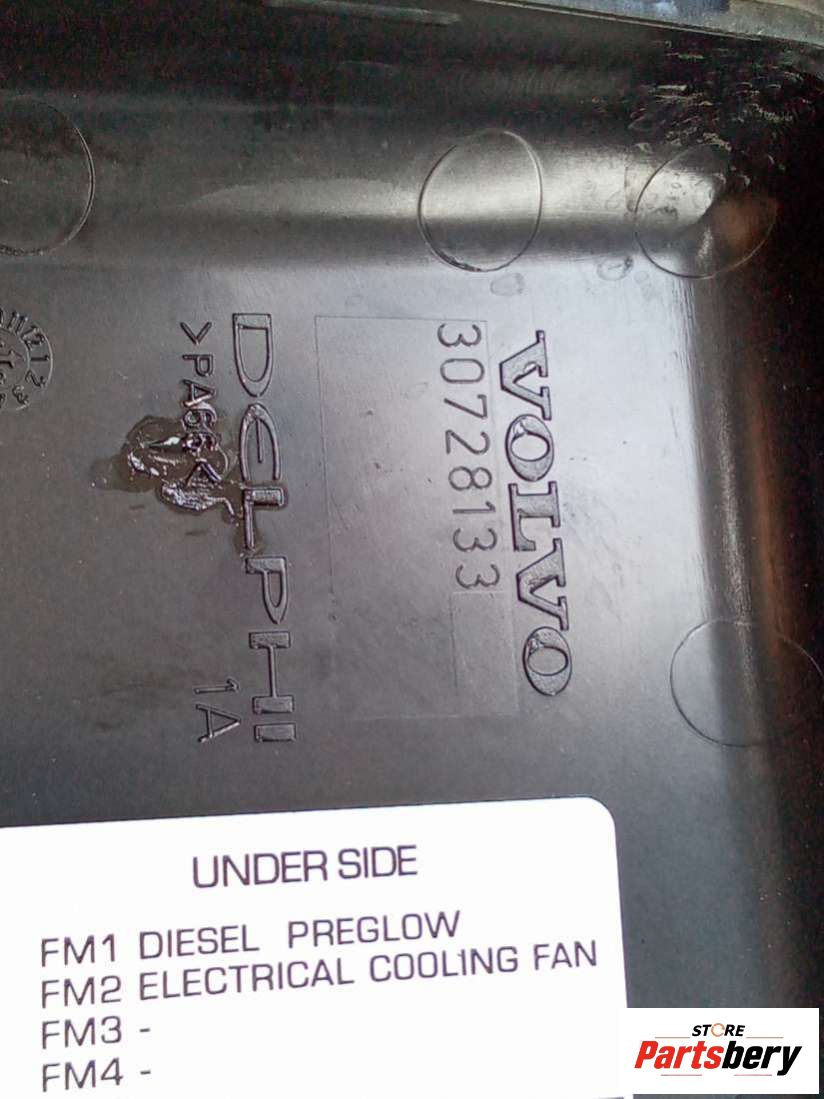 VOLVO
30728133
DELPHI
1A
>PA66<
UNDER SIDE
FM1 DIESEL PREGLOW
FM2 ELECTRICAL COOLING FAN
FM3 -
FM4 -
STORE
Partsbery